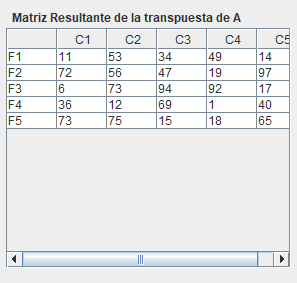 Matriz Resultante de la transpuesta de A
C1 C2 C3 C4 C5
F1 11 53 34 49 14
F2 72 56 47 19 97
F3 6 73 94 92 17
F4 36 12 69 1 40
F5 73 75 15 18 65